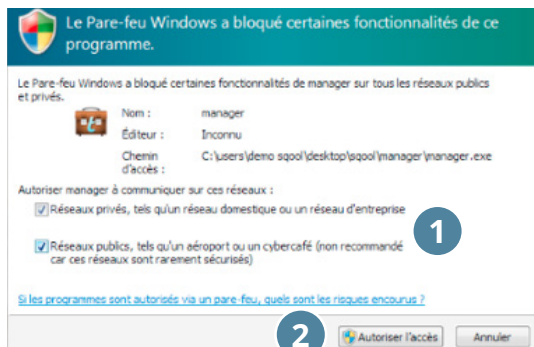 Le Pare-feu Windows a bloqué certaines fonctionnalités de ce
programme.
Le Pare-feu Windows a bloqué certaines fonctionnalités de manager sur tous les réseaux publics
et privés.
Nom : manager
Éditeur : Inconnu
Chemin d'accès : C:\users\demo sqool\desktop\sqool\manager\manager.exe
Autoriser manager à communiquer sur ces réseaux :
Réseaux privés, tels qu'un réseau domestique ou un réseau d'entreprise
1
Réseaux publics, tels qu'un aéroport ou un cybercafé (non recommandé
car ces réseaux sont rarement sécurisés)
Si les programmes sont autorisés via un pare-feu, quels sont les risques encourus ?
2
Autoriser l'accès Annuler